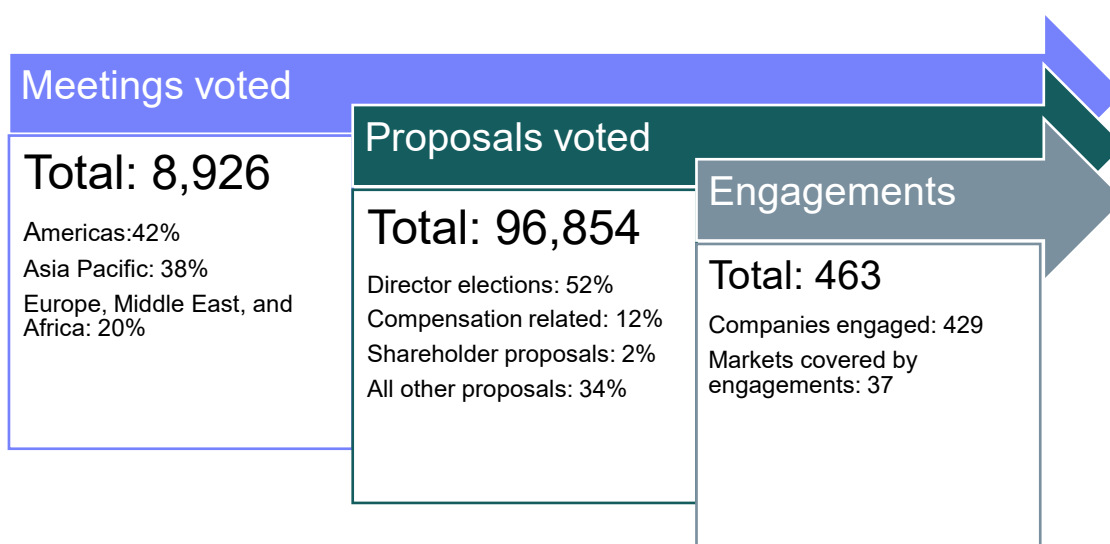 Meetings voted
Total: 8,926
Americas:42%
Asia Pacific: 38%
Europe, Middle East, and
Africa: 20%
Proposals voted
Total: 96,854
Director elections: 52%
Compensation related: 12%
Shareholder proposals: 2%
All other proposals: 34%
Engagements
Total: 463
Companies engaged: 429
Markets covered by
engagements: 37